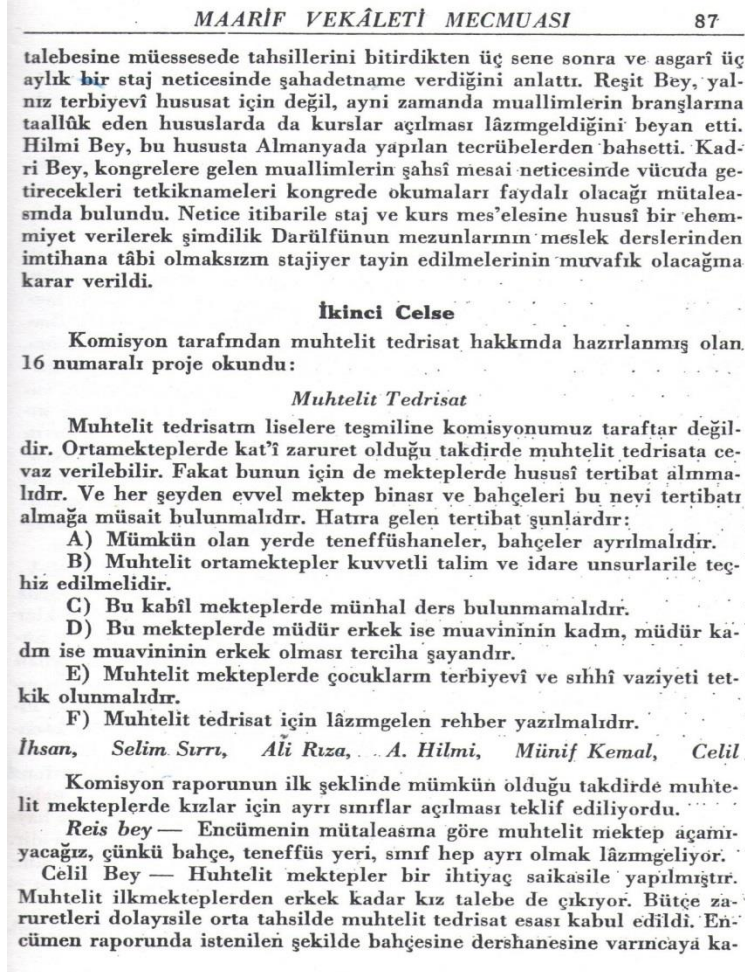 MAARİF VEKÂLETİ MECMUASI 87
talebesine müessesede tahsillerini bitirdikten üç sene sonra ve asgarî üç
aylık bir staj neticesinde şahadetname verdiğini anlattı. Reşit Bey, yal-
nız terbiyevî hususat için değil, ayni zamanda muallimlerin branşlarına
taallûk eden hususlarda da kurslar açılması lâzımgeldiğini beyan etti.
Hilmi Bey, bu hususta Almanyada yapılan tecrübelerden bahsetti. Kad-
ri Bey, kongrelere gelen muallimlerin şahsî mesai neticesinde vücuda ge-
tirecekleri tetkiknameleri kongrede okumaları faydalı olacağı mütalea-
sında bulundu. Netice itibarile staj ve kurs mes'elesine hususî bir ehem-
miyet verilerek şimdilik Darülfünun mezunlarının meslek derslerinden
imtihana tâbi olmaksızın stajiyer tayin edilmelerinin muvafık olacağına
karar verildi.
İkinci Celse
Komisyon tarafından muhtelit tedrisat hakkında hazırlanmış olan
16 numaralı proje okundu:
Muhtelit Tedrisat
Muhtelit tedrisatın liselere teşmiline komisyonumuz taraftar değil-
dir. Ortamekteplerde kat'î zaruret olduğu takdirde muhtelit tedrisata ce-
vaz verilebilir. Fakat bunun için de mekteplerde hususî tertibat alınma-
lıdır. Ve her şeyden evvel mektep binası ve bahçeleri bu nevi tertibatı
almağa müsait bulunmalıdır. Hatıra gelen tertibat şunlardır:
A) Mümkün olan yerde teneffüshaneler, bahçeler ayrılmalıdır.
B) Muhtelit ortamektepler kuvvetli talim ve idare unsurlarile teç-
hiz edilmelidir.
C) Bu kabîl mekteplerde münhal ders bulunmamalıdır.
D) Bu mekteplerde müdür erkek ise muavininin kadın, müdür ka-
dın ise muavininin erkek olması terciha şayandır.
E) Muhtelit mekteplerde çocukların terbiyevî ve sıhhî vaziyeti tet-
kik olunmalıdır.
F) Muhtelit tedrisat için lâzımgelen rehber yazılmalıdır.
İhsan, Selim Sırrı, Ali Rıza, A. Hilmi, Münif Kemal, Celil
Komisyon raporunun ilk şeklinde mümkün olduğu takdirde muhte-
lit mekteplerde kızlar için ayrı sınıflar açılması teklif ediliyordu.
Reis bey — Encümenin mütaleasına göre muhtelit mektep açamı-
yacağız, çünkü bahçe, teneffüs yeri, sınıf hep ayrı olmak lâzımgeliyor.
Celil Bey — Huhtelit mektepler bir ihtiyaç saikasile yapılmıştır.
Muhtelit ilkmekteplerden erkek kadar kız talebe de çıkıyor. Bütçe za-
ruretleri dolayısile orta tahsilde muhtelit tedrisat esası kabul edildi. En-
cümen raporunda istenilen şekilde bahçesine dershanesine varıncaya ka-